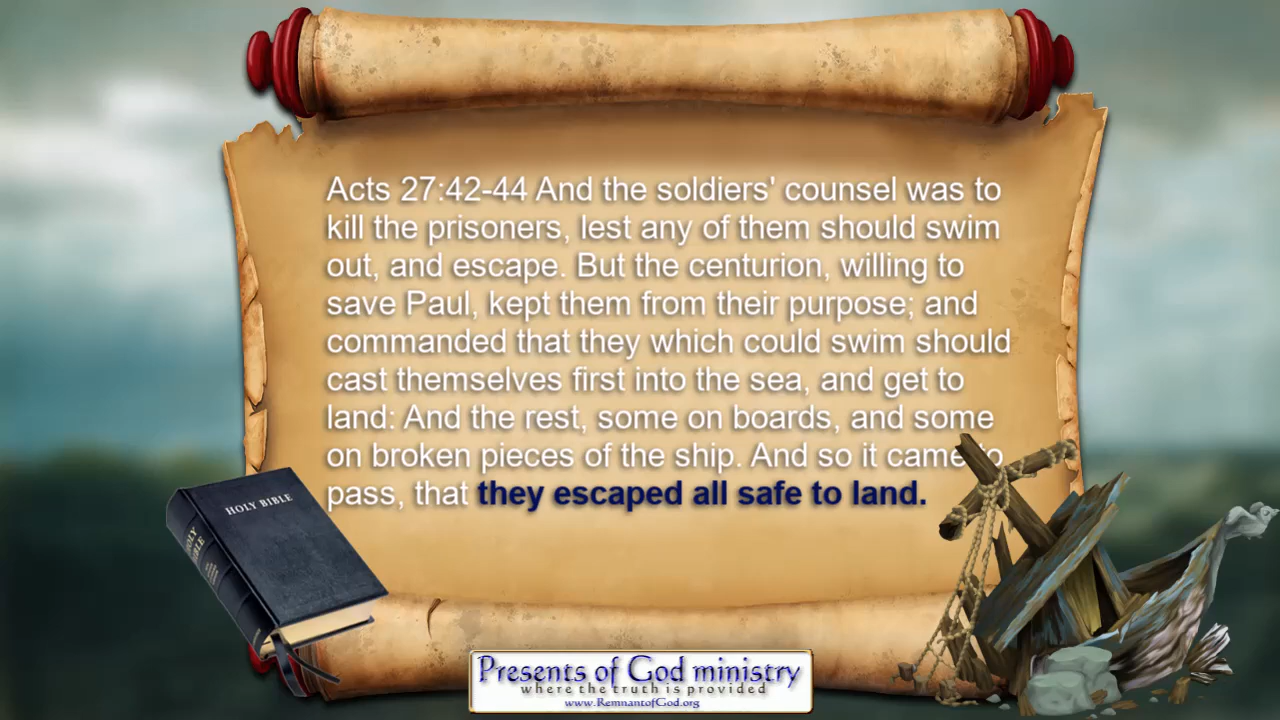 Acts 27:42-44 And the soldiers' counsel was to
kill the prisoners, lest any of them should swim
out, and escape. But the centurion, willing to
save Paul, kept them from their purpose; and
commanded that they which could swim should
cast themselves first into the sea, and get to
land: And the rest, some on boards, and some
on broken pieces of the ship. And so it came to
pass, that they escaped all safe to land.
HOLY BIBLE
HOLY BIBLE
Presents of God ministry
where the truth is provided
www.RemnantofGod.org